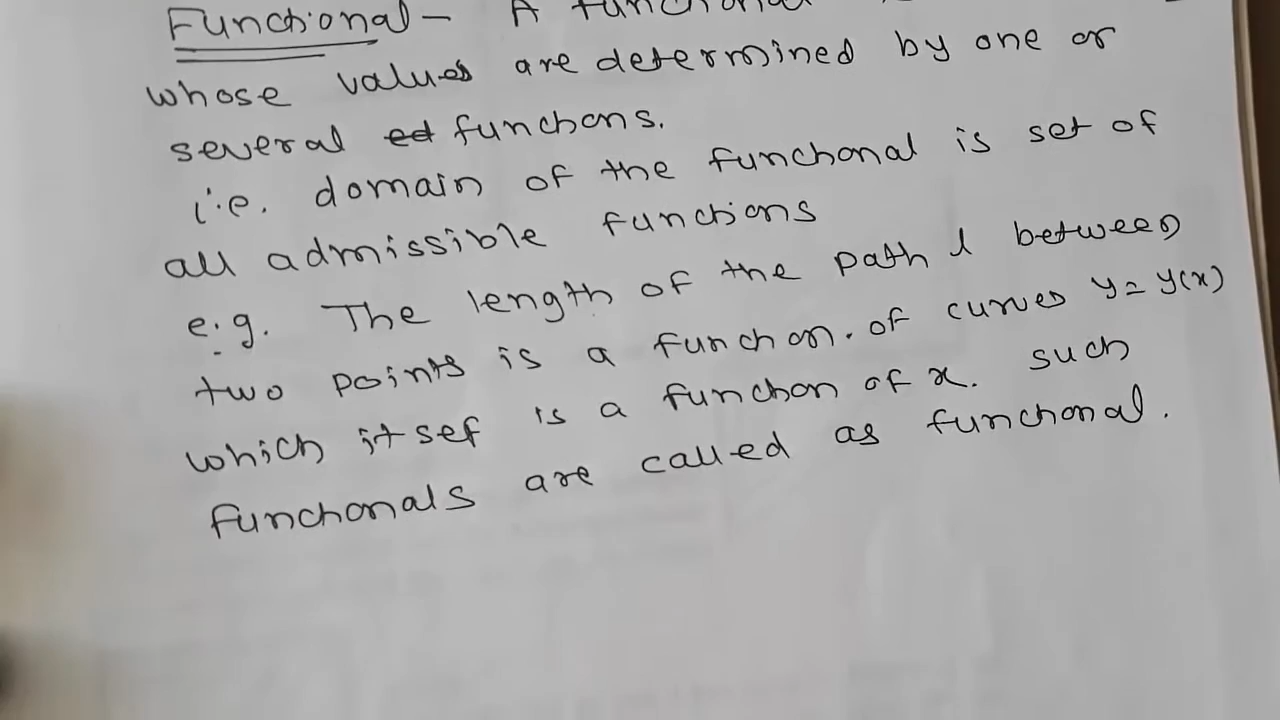 Functional - A functional
whose values are determined by one or
several ed functions.
i.e. domain of the functional is set of
all admissible functions
e.g. The length of the path l between
two points is a function. of curves y = y(x)
which itsef is a function of x. such
functionals are called as functional.